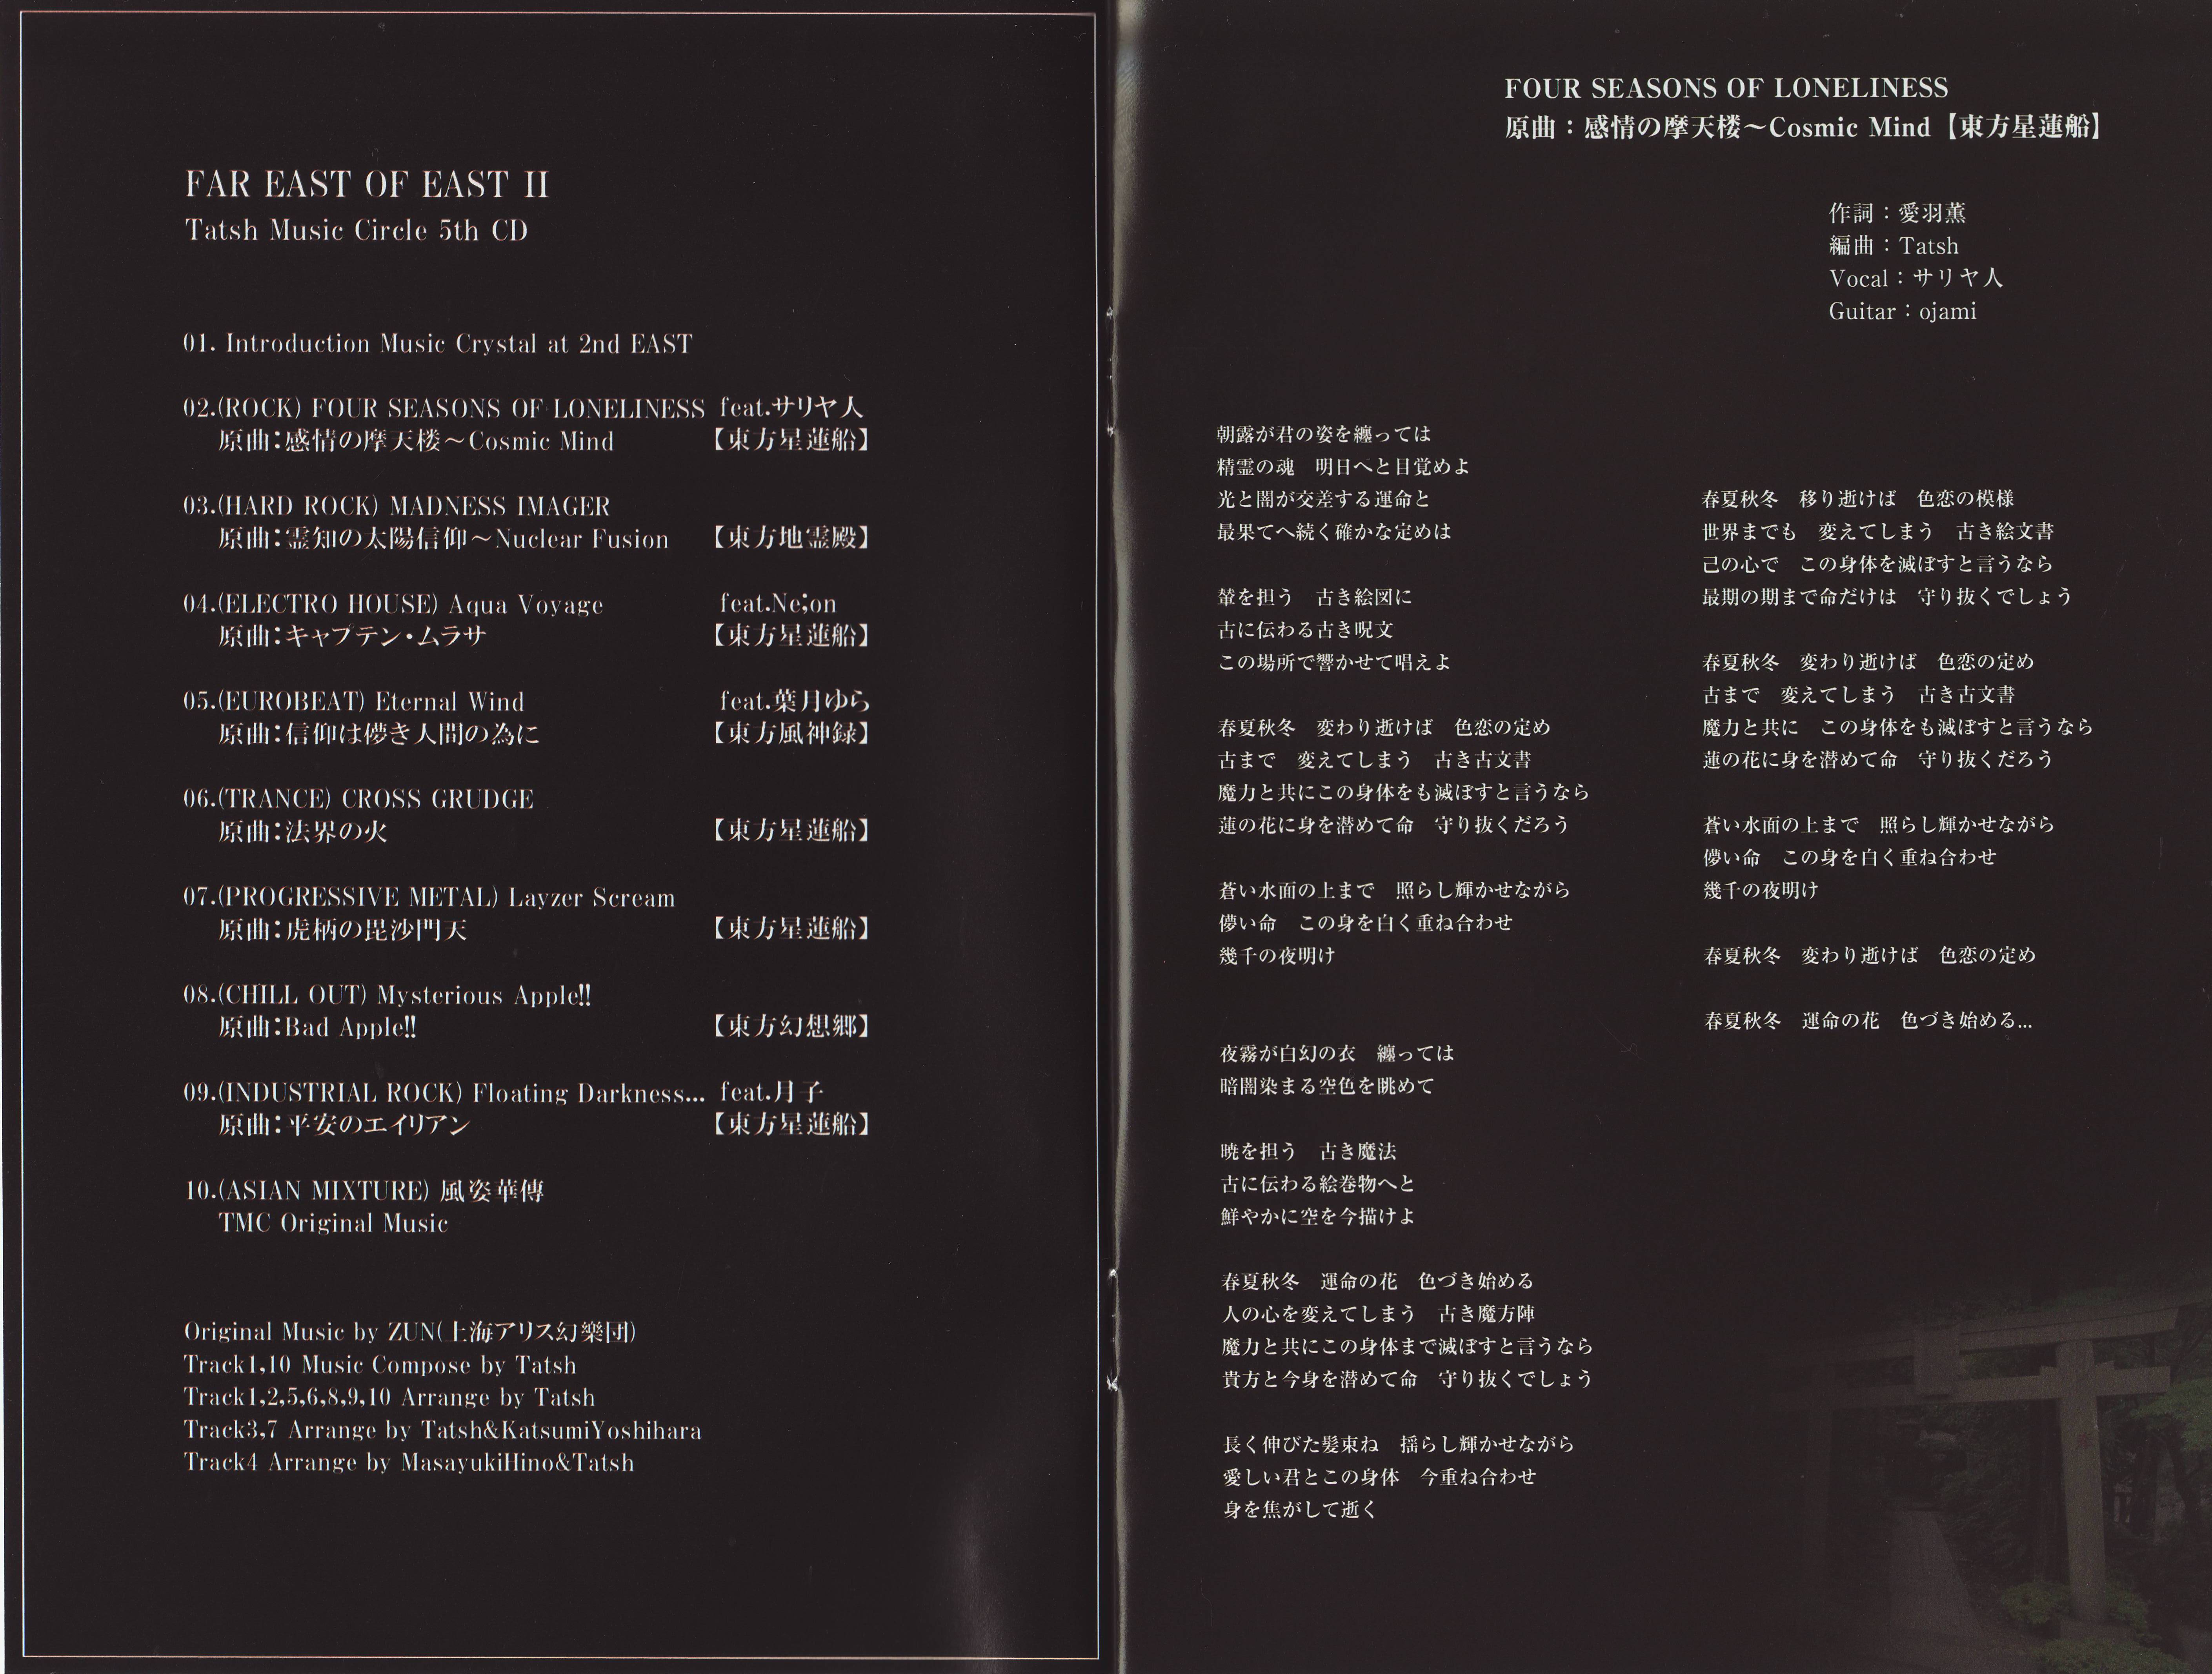 FAR EAST OF EAST II
Tatsh Music Circle 5th CD
01. Introduction Music Crystal at 2nd EAST
02.(ROCK) FOUR SEASONS OF LONELINESS feat.サリヤ人
原曲:感情の摩天楼～Cosmic Mind 【東方星蓮船】
03.(HARD ROCK) MADNESS IMAGER
原曲:霊知の太陽信仰～Nuclear Fusion 【東方地霊殿】
04.(ELECTRO HOUSE) Aqua Voyage feat.Ne;on
原曲:キャプテン・ムラサ 【東方星蓮船】
05.(EUROBEAT) Eternal Wind feat.葉月ゆら
原曲:信仰は儚き人間の為に 【東方風神録】
06.(TRANCE) CROSS GRUDGE
原曲:法界の火 【東方星蓮船】
07.(PROGRESSIVE METAL) Layzer Scream
原曲:虎柄の毘沙門天 【東方星蓮船】
08.(CHILL OUT) Mysterious Apple!!
原曲:Bad Apple!! 【東方幻想郷】
09.(INDUSTRIAL ROCK) Floating Darkness... feat.月子
原曲:平安のエイリアン 【東方星蓮船】
10.(ASIAN MIXTURE) 風姿華傳
TMC Original Music
Original Music by ZUN(上海アリス幻樂団)
Track1,10 Music Compose by Tatsh
Track1,2,5,6,8,9,10 Arrange by Tatsh
Track3,7 Arrange by Tatsh&KatsumiYoshihara
Track4 Arrange by MasayukiHino&Tatsh
FOUR SEASONS OF LONELINESS
原曲：感情の摩天楼～Cosmic Mind【東方星蓮船】
作詞：愛羽薫
編曲：Tatsh
Vocal：サリヤ人
Guitar：ojami
朝露が君の姿を纏っては
精霊の魂　明日へと目覚めよ
光と闇が交差する運命と
最果てへ続く確かな定めは
輦を担う　古き絵図に
古に伝わる古き呪文
この場所で響かせて唱えよ
春夏秋冬　変わり逝けば　色恋の定め
古まで　変えてしまう　古き古文書
魔力と共にこの身体をも滅ぼすと言うなら
蓮の花に身を潜めて命　守り抜くだろう
蒼い水面の上まで　照らし輝かせながら
儚い命　この身を白く重ね合わせ
幾千の夜明け
夜霧が白幻の衣　纏っては
暗闇染まる空色を眺めて
暁を担う　古き魔法
古に伝わる絵巻物へと
鮮やかに空を今描けよ
春夏秋冬　運命の花　色づき始める
人の心を変えてしまう　古き魔方陣
魔力と共にこの身体まで滅ぼすと言うなら
貴方と今身を潜めて命　守り抜くでしょう
長く伸びた髪束ね　揺らし輝かせながら
愛しい君とこの身体　今重ね合わせ
身を焦がして逝く
春夏秋冬　移り逝けば　色恋の模様
世界までも　変えてしまう　古き絵文書
己の心で　この身体を滅ぼすと言うなら
最期の期まで命だけは　守り抜くでしょう
春夏秋冬　変わり逝けば　色恋の定め
古まで　変えてしまう　古き古文書
魔力と共に　この身体をも滅ぼすと言うなら
蓮の花に身を潜めて命　守り抜くだろう
蒼い水面の上まで　照らし輝かせながら
儚い命　この身を白く重ね合わせ
幾千の夜明け
春夏秋冬　変わり逝けば　色恋の定め
春夏秋冬　運命の花　色づき始める...